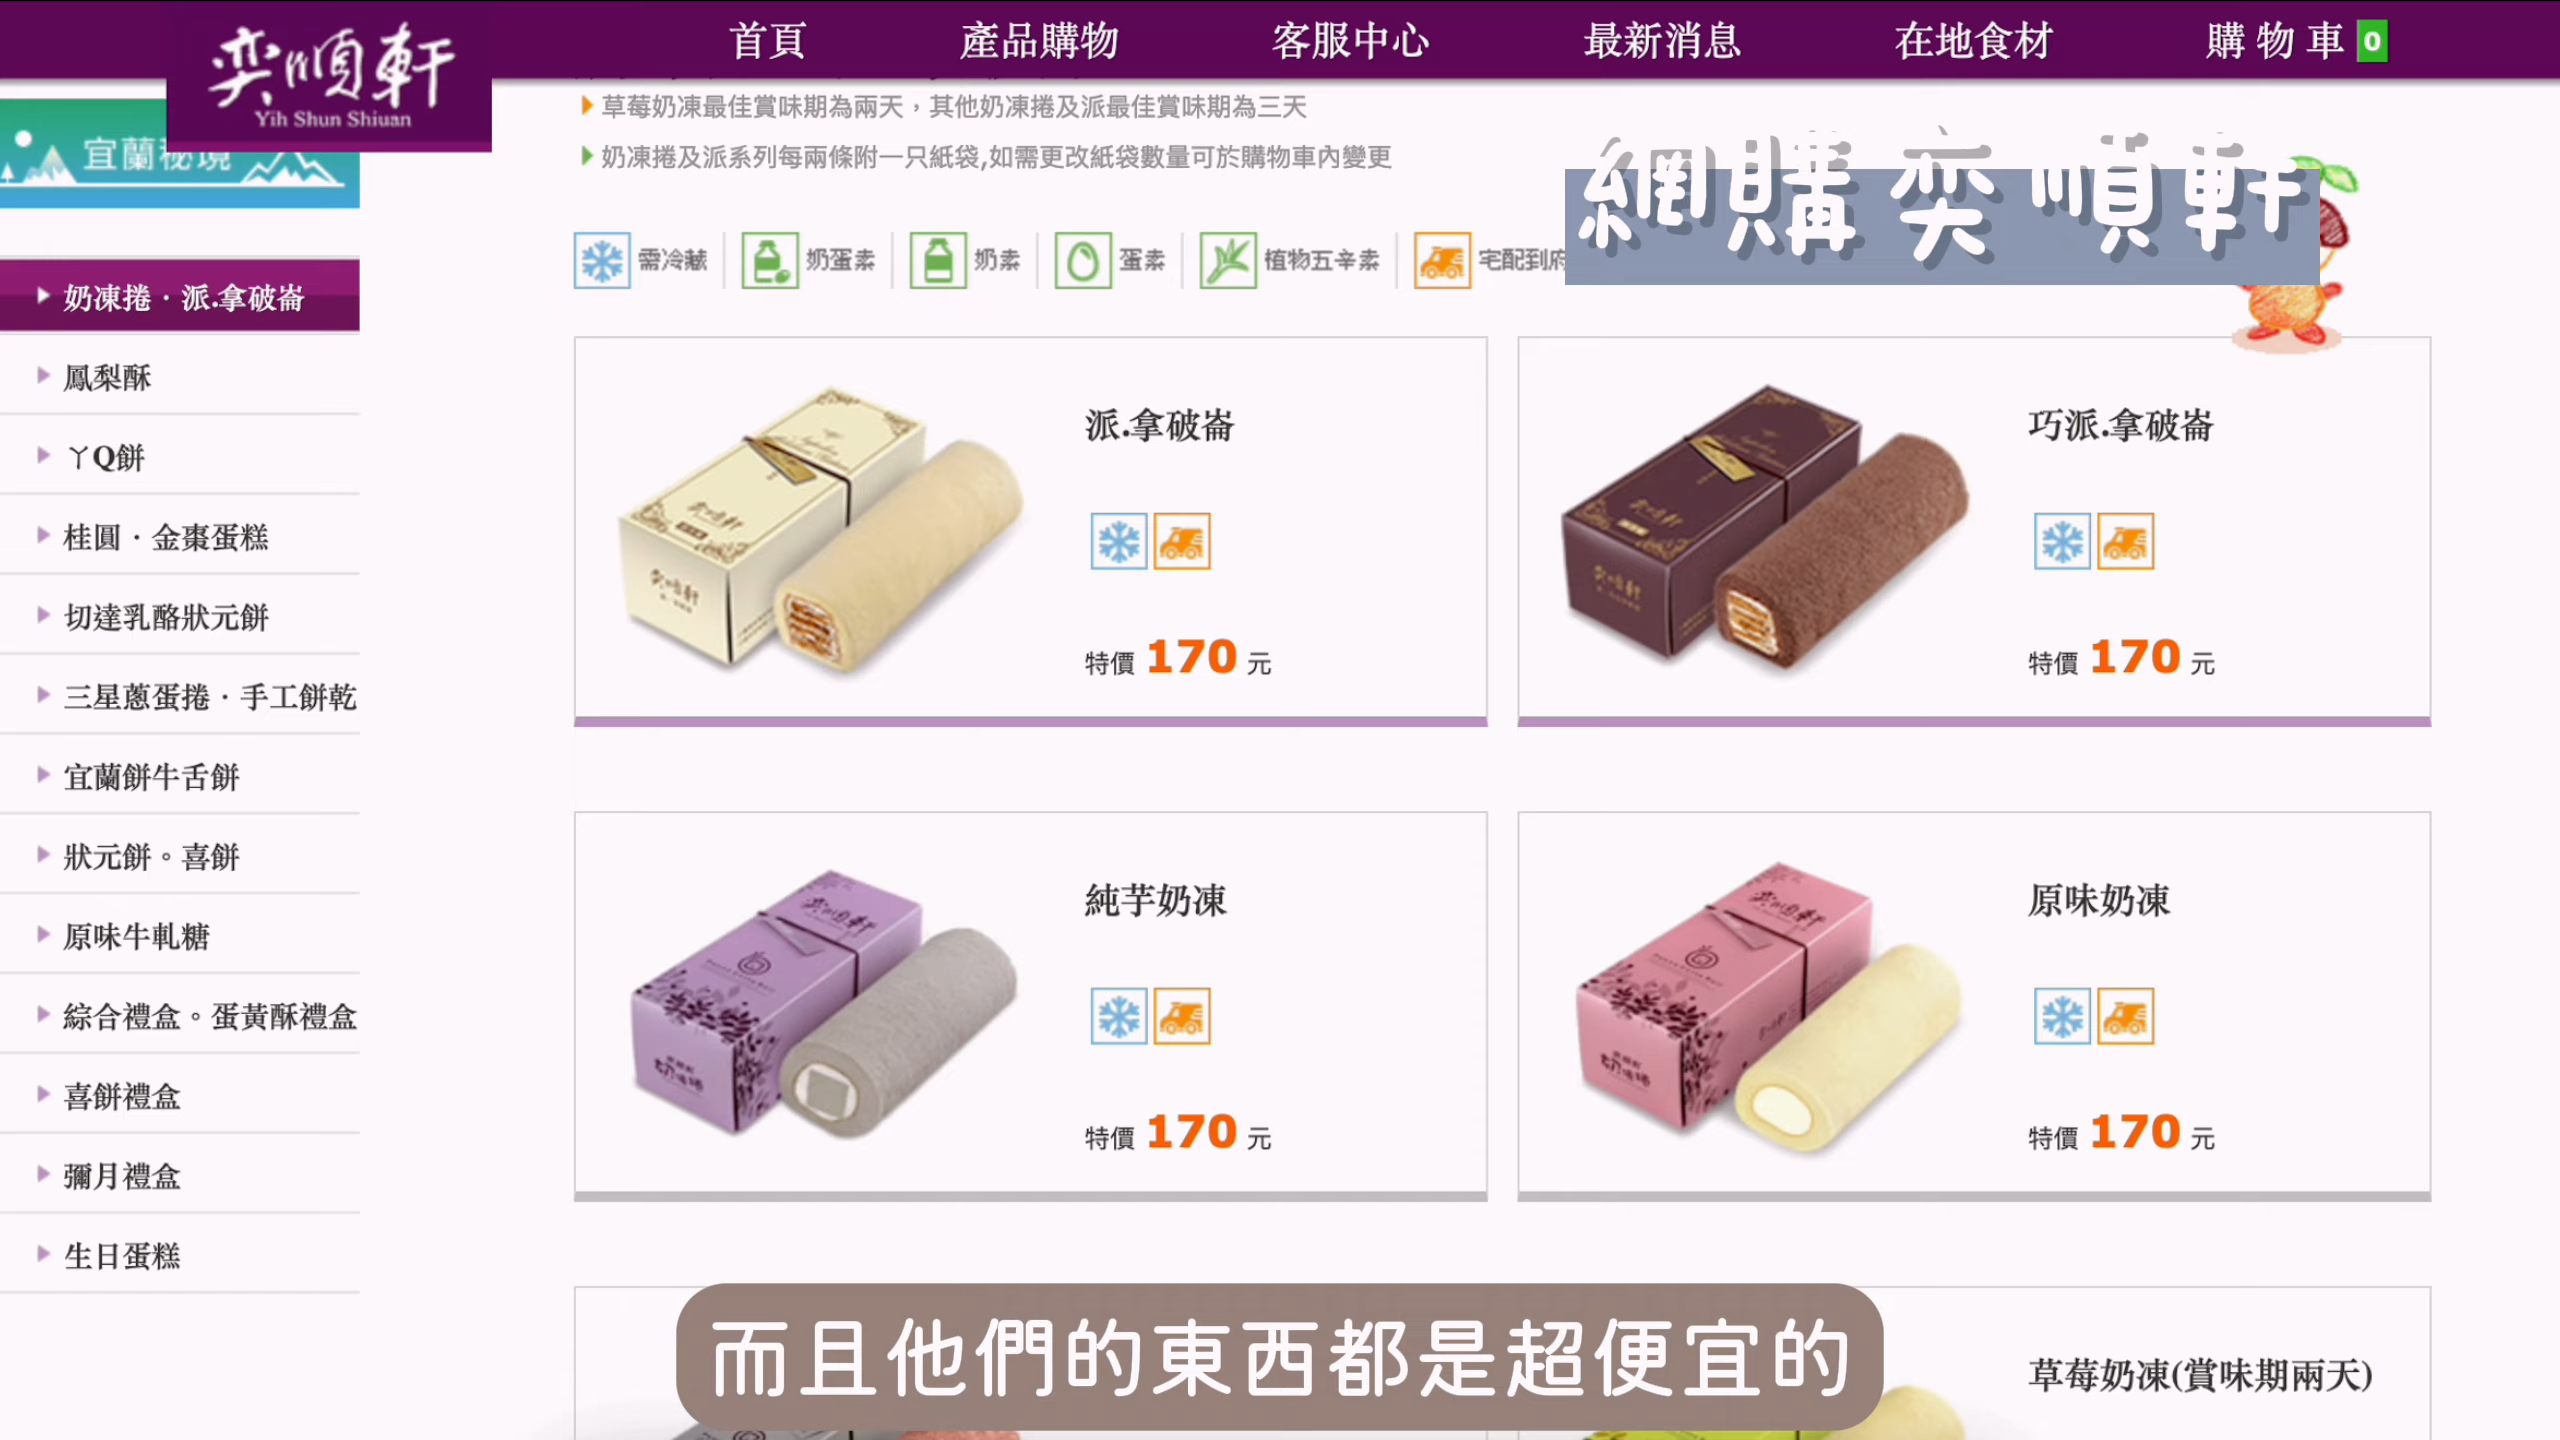 奕順軒
Yih Shun Shiuan
首頁
產品購物
客服中心
最新消息
在地食材
購物車 0
宜蘭秘境
草莓奶凍最佳賞味期為兩天，其他奶凍捲及派最佳賞味期為三天
奶凍捲及派系列每兩條附一只紙袋,如需更改紙袋數量可於購物車內變更
網購奕順軒
需冷藏
奶蛋素
奶素
蛋素
植物五辛素
宅配到府
奶凍捲．派.拿破崙
鳳梨酥
ㄚQ餅
桂圓．金棗蛋糕
切達乳酪狀元餅
三星蔥蛋捲．手工餅乾
宜蘭餅牛舌餅
狀元餅。喜餅
原味牛軋糖
綜合禮盒。蛋黃酥禮盒
喜餅禮盒
彌月禮盒
生日蛋糕
派.拿破崙
特價 170 元
巧派.拿破崙
特價 170 元
純芋奶凍
特價 170 元
原味奶凍
特價 170 元
草莓奶凍(賞味期兩天)
而且他們的東西都是超便宜的